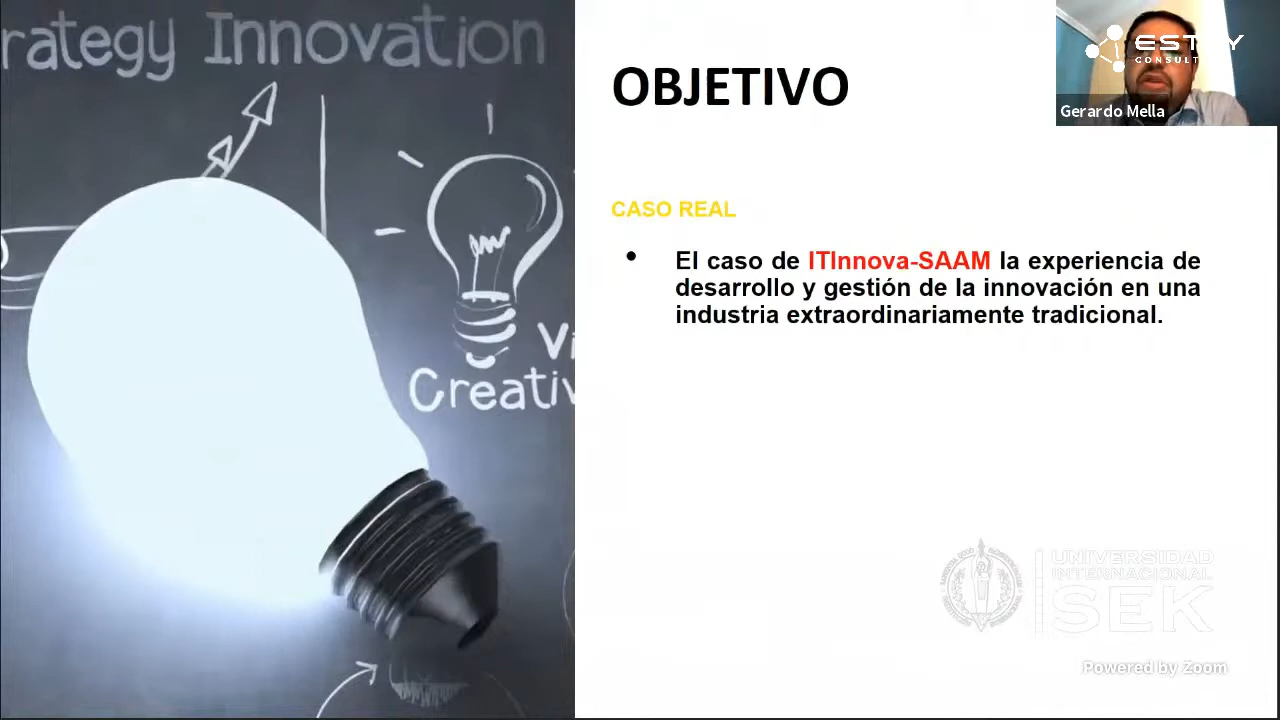 rategy Innovation
OBJETIVO
Gerardo Mella
CASO REAL
• El caso de ITInnova-SAAM la experiencia de
desarrollo y gestión de la innovación en una
industria extraordinariamente tradicional.
Creativ
UNIVERSIDAD
INTERNACIONAL
SEK
Powered by Zoom